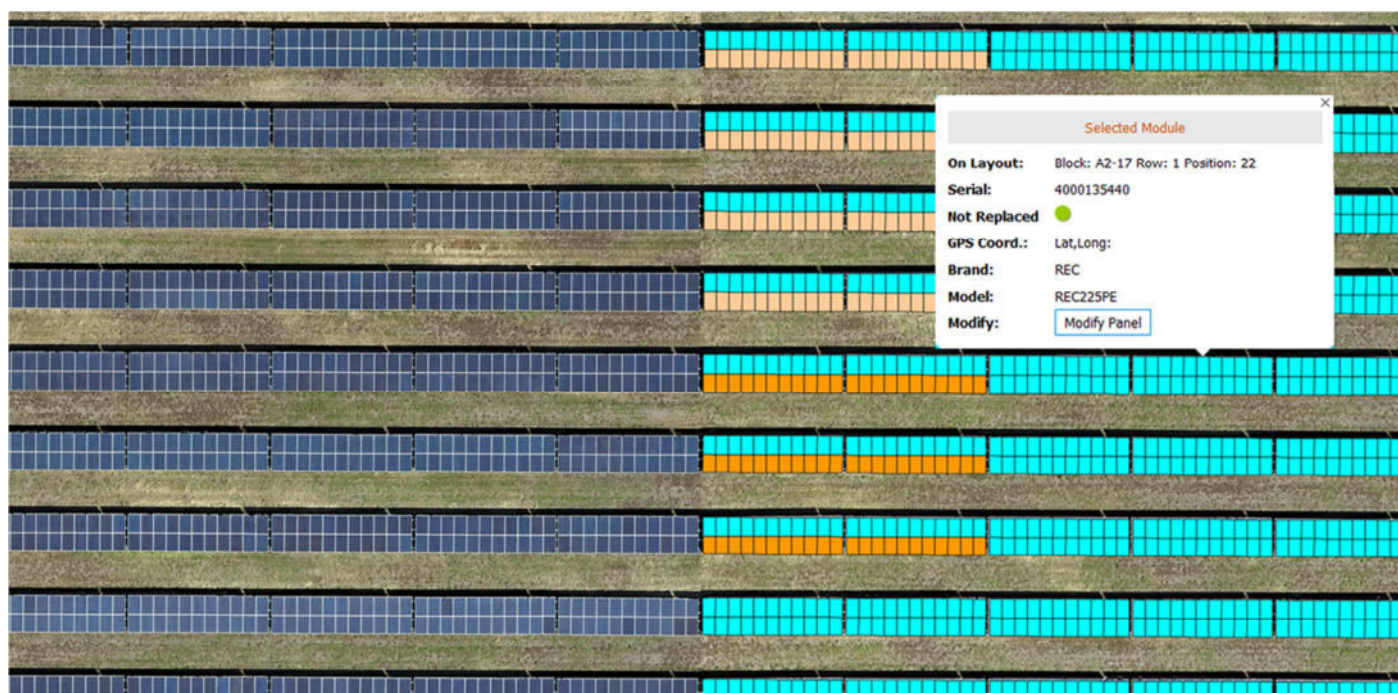 ×
Selected Module
On Layout: Block: A2-17 Row: 1 Position: 22
Serial: 4000135440
Not Replaced
GPS Coord.: Lat,Long:
Brand: REC
Model: REC225PE
Modify: Modify Panel